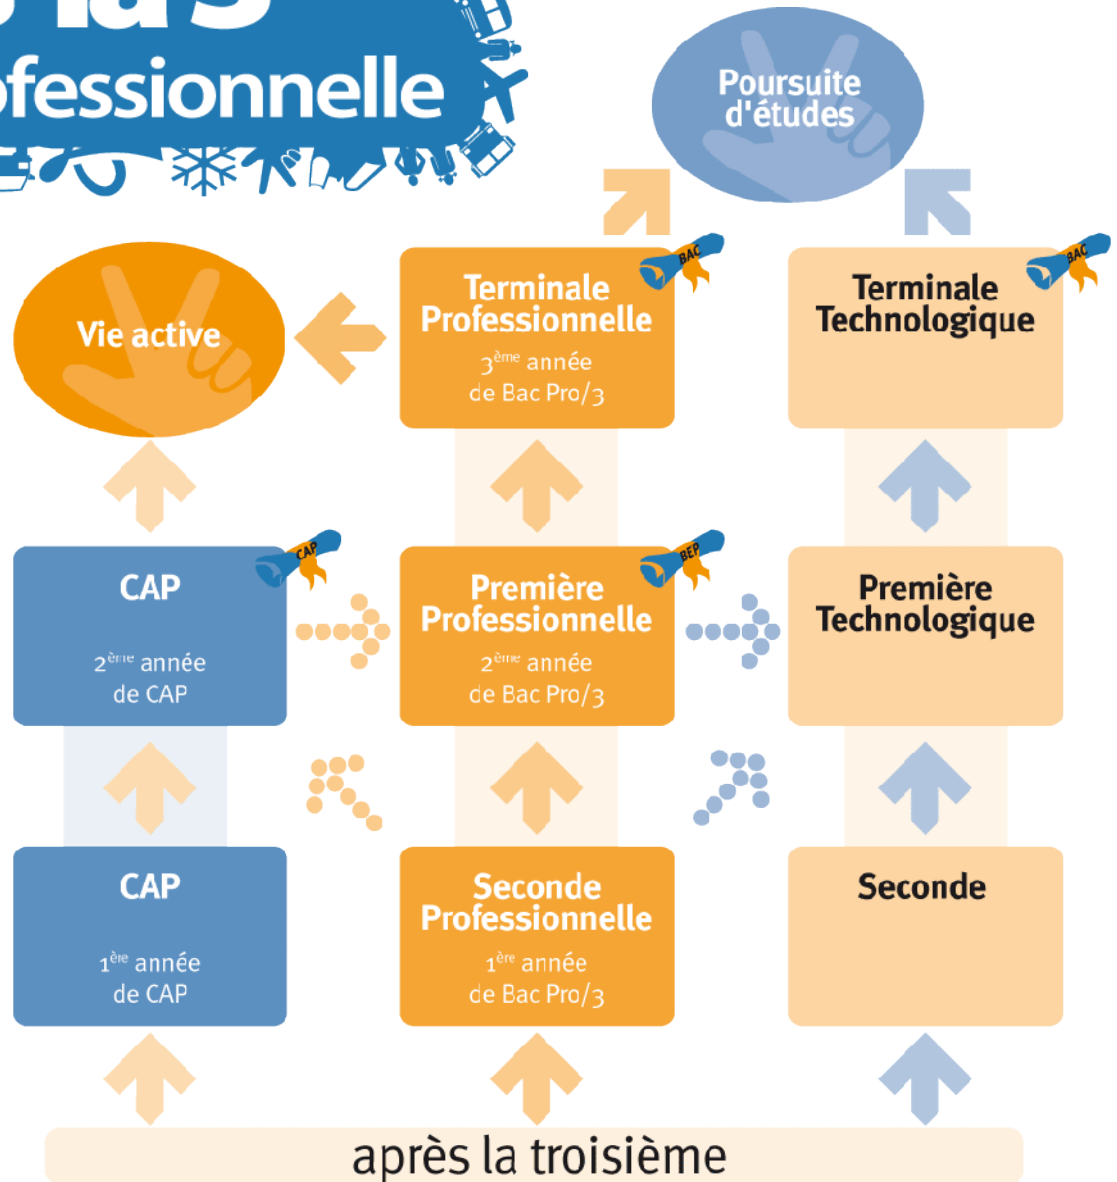 professionnelle
Poursuite
d'études
Vie active
Terminale
Professionnelle
3ème année
de Bac Pro/3
BAC
Terminale
Technologique
BAC
CAP
2ème année
de CAP
CAP
Première
Professionnelle
2ème année
de Bac Pro/3
BEP
Première
Technologique
CAP
1ère année
de CAP
Seconde
Professionnelle
1ère année
de Bac Pro/3
Seconde
après la troisième